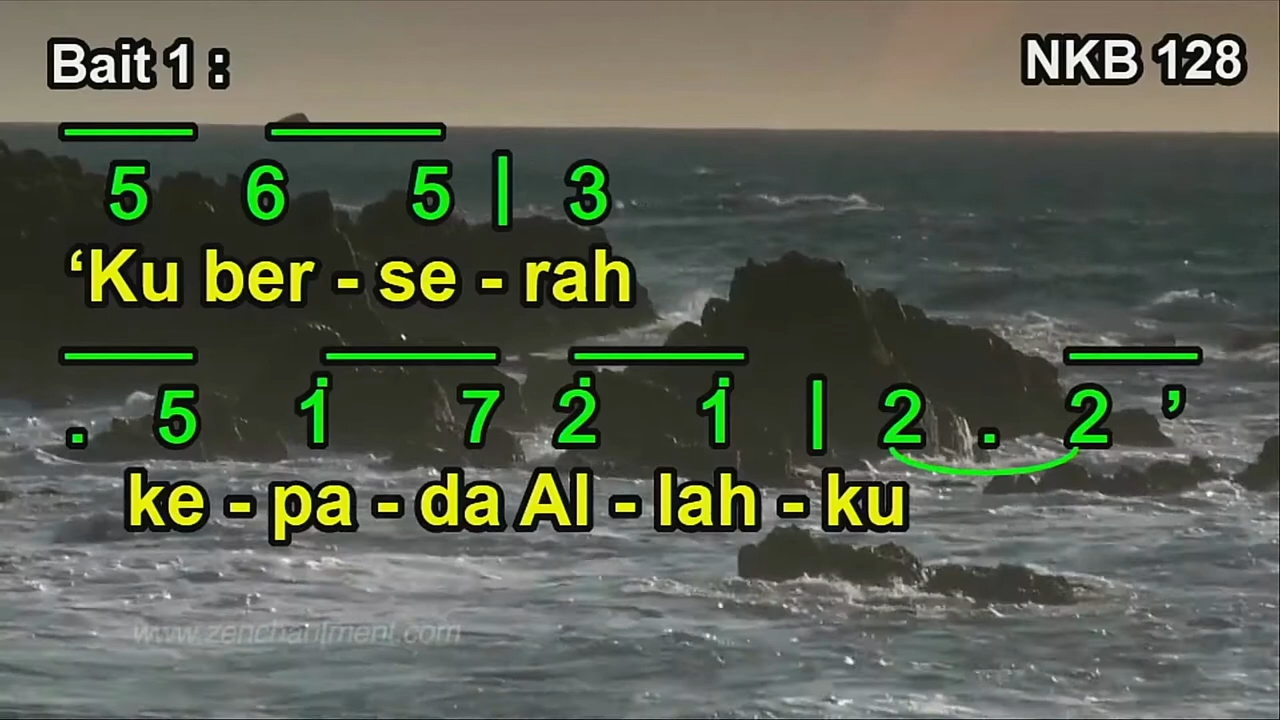 Bait 1 : NKB 128
5 6 5 | 3
‘Ku ber - se - rah
. 5 1̇ 7 2̇ 1̇ | 2 . 2 ’
ke - pa - da Al - lah - ku
www.zenchantment.com